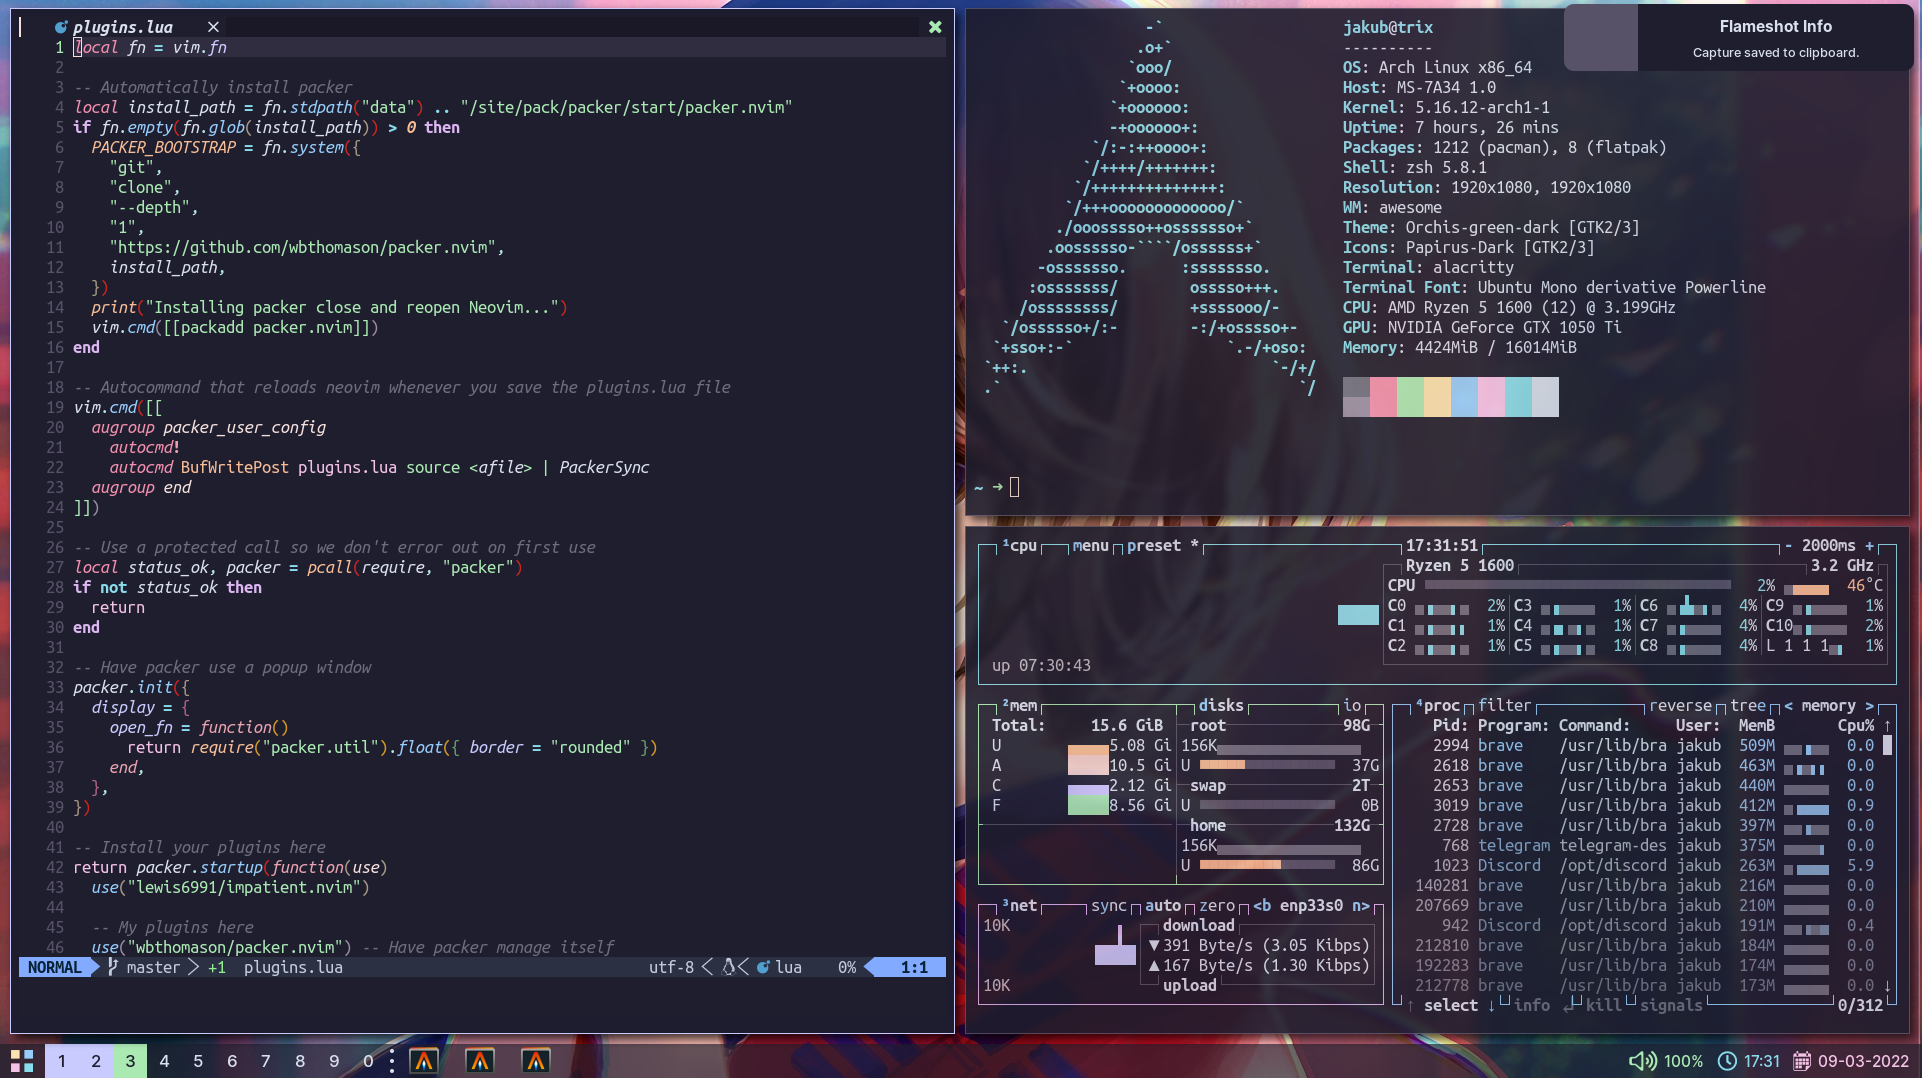 plugins.lua
1 local fn = vim.fn
2
3 -- Automatically install packer
4 local install_path = fn.stdpath("data") .. "/site/pack/packer/start/packer.nvim"
5 if fn.empty(fn.glob(install_path)) > 0 then
6 PACKER_BOOTSTRAP = fn.system({
7 "git",
8 "clone",
9 "--depth",
10 "1",
11 "https://github.com/wbthomason/packer.nvim",
12 install_path,
13 })
14 print("Installing packer close and reopen Neovim...")
15 vim.cmd([[packadd packer.nvim]])
16 end
17
18 -- Autocommand that reloads neovim whenever you save the plugins.lua file
19 vim.cmd([[
20 augroup packer_user_config
21 autocmd!
22 autocmd BufWritePost plugins.lua source <afile> | PackerSync
23 augroup end
24 ]])
25
26 -- Use a protected call so we don't error out on first use
27 local status_ok, packer = pcall(require, "packer")
28 if not status_ok then
29 return
30 end
31
32 -- Have packer use a popup window
33 packer.init({
34 display = {
35 open_fn = function()
36 return require("packer.util").float({ border = "rounded" })
37 end,
38 },
39 })
40
41 -- Install your plugins here
42 return packer.startup(function(use)
43 use("lewis6991/impatient.nvim")
44
45 -- My plugins here
46 use("wbthomason/packer.nvim") -- Have packer manage itself
NORMAL master +1 plugins.lua utf-8 lua 0% 1:1
-`
.o+`
`ooo/
`+oooo:
`+oooooo:
-+oooooo+:
`/:-:++oooo+:
`/++++/+++++++:
`/++++++++++++++:
`/+++ooooooooooooo/`
./ooosssso++osssssso+`
.oossssso-````/ossssss+`
-osssssso. :ssssssso.
:osssssss/ osssso+++.
/ossssssss/ +ssssooo/-
`/ossssso+/:- -:/+osssso+-
`+sso+:-` `.-/+oso:
`++:. `-/+/
.` `/
jakub@trix
----------
OS: Arch Linux x86_64
Host: MS-7A34 1.0
Kernel: 5.16.12-arch1-1
Uptime: 7 hours, 26 mins
Packages: 1212 (pacman), 8 (flatpak)
Shell: zsh 5.8.1
Resolution: 1920x1080, 1920x1080
WM: awesome
Theme: Orchis-green-dark [GTK2/3]
Icons: Papirus-Dark [GTK2/3]
Terminal: alacritty
Terminal Font: Ubuntu Mono derivative Powerline
CPU: AMD Ryzen 5 1600 (12) @ 3.199GHz
GPU: NVIDIA GeForce GTX 1050 Ti
Memory: 4424MiB / 16014MiB
~ ➜
Flameshot Info
Capture saved to clipboard.
¹cpu menu preset * 17:31:51 - 2000ms +
Ryzen 5 1600 3.2 GHz
CPU 2% 46°C
C0 2% C3 1% C6 4% C9 1%
C1 1% C4 1% C7 4% C10 2%
C2 1% C5 1% C8 4% L 1 1 1 1%
up 07:30:43
²mem
Total: 15.6 GiB
U 5.08 Gi
A 10.5 Gi
C 2.12 Gi
F 8.56 Gi
disks io
root 98G
156K
U 37G
swap 2T
U 0B
home 132G
156K
U 86G
³net sync auto zero <b enp33s0 n>
10K
download
▼391 Byte/s (3.05 Kibps)
▲167 Byte/s (1.30 Kibps)
10K
upload
⁴proc filter reverse tree < memory >
Pid: Program: Command: User: MemB Cpu% ↑
2994 brave /usr/lib/bra jakub 509M 0.0
2618 brave /usr/lib/bra jakub 463M 0.0
2653 brave /usr/lib/bra jakub 440M 0.0
3019 brave /usr/lib/bra jakub 412M 0.9
2728 brave /usr/lib/bra jakub 397M 0.0
768 telegram telegram-des jakub 375M 0.0
1023 Discord /opt/discord jakub 263M 5.9
140281 brave /usr/lib/bra jakub 216M 0.0
207669 brave /usr/lib/bra jakub 210M 0.0
942 Discord /opt/discord jakub 191M 0.4
212810 brave /usr/lib/bra jakub 184M 0.0
192283 brave /usr/lib/bra jakub 174M 0.0
212778 brave /usr/lib/bra jakub 173M 0.0 ↓
↑ select ↓ info ↵ kill signals 0/312
1 2 3 4 5 6 7 8 9 0
100% 17:31 09-03-2022